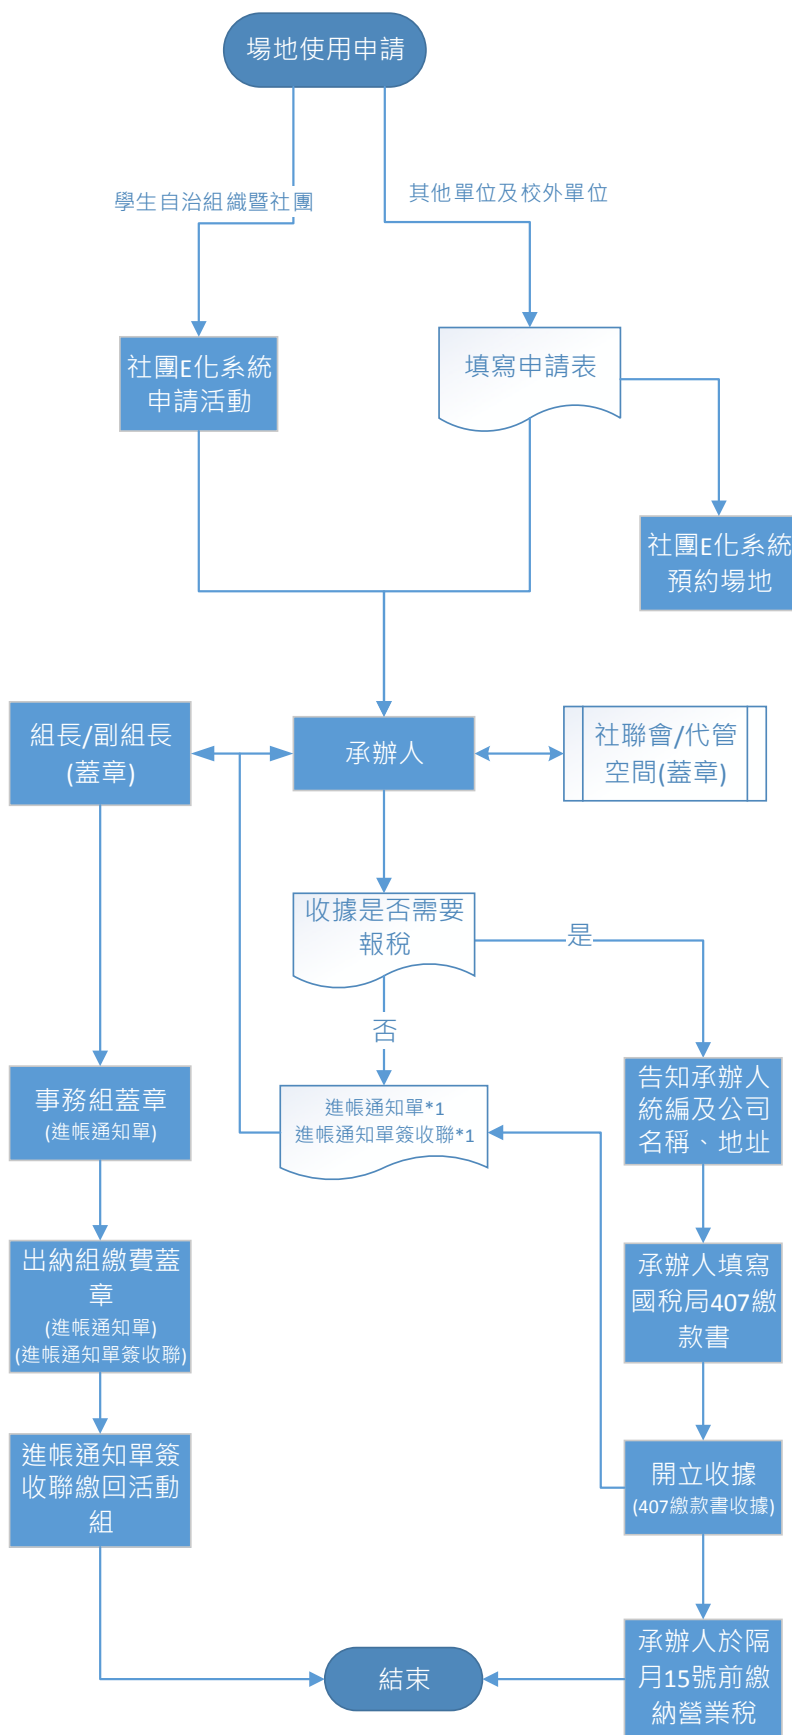 場地使用申請
學生自治組織暨社團
其他單位及校外單位
社團E化系統
申請活動
填寫申請表
社團E化系統
預約場地
組長/副組長
(蓋章)
承辦人
社聯會/代管
空間(蓋章)
收據是否需要
報稅
是
否
事務組蓋章
(進帳通知單)
進帳通知單*1
進帳通知單簽收聯*1
告知承辦人
統編及公司
名稱、地址
出納組繳費蓋
章
(進帳通知單)
(進帳通知單簽收聯)
承辦人填寫
國稅局407繳
款書
進帳通知單簽
收聯繳回活動
組
開立收據
(407繳款書收據)
承辦人於隔
月15號前繳
納營業稅
結束